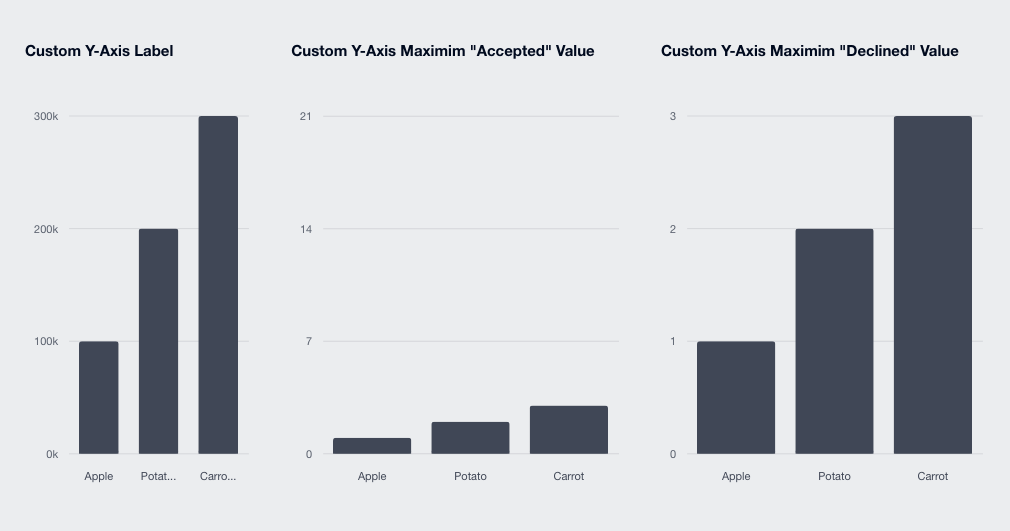 Custom Y-Axis Label
300k
200k
100k
0k
Apple Potat... Carro...
Custom Y-Axis Maximim "Accepted" Value
21
14
7
0
Apple Potato Carrot
Custom Y-Axis Maximim "Declined" Value
3
2
1
0
Apple Potato Carrot